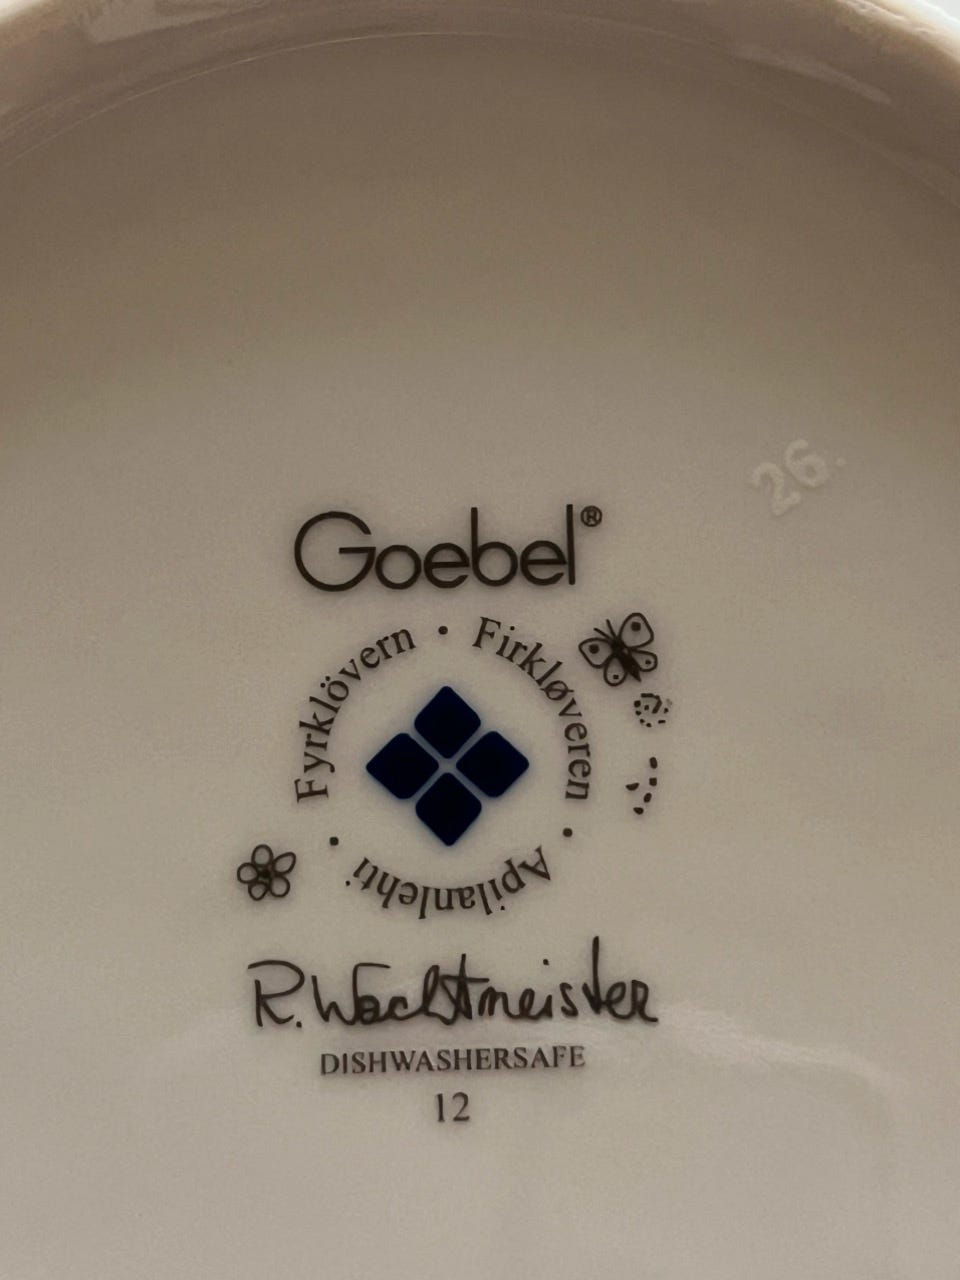 26.
Goebel®
Fyrklövern • Firkløveren • Apilanlehti •
R. Wachtmeister
DISHWASHERSAFE
12